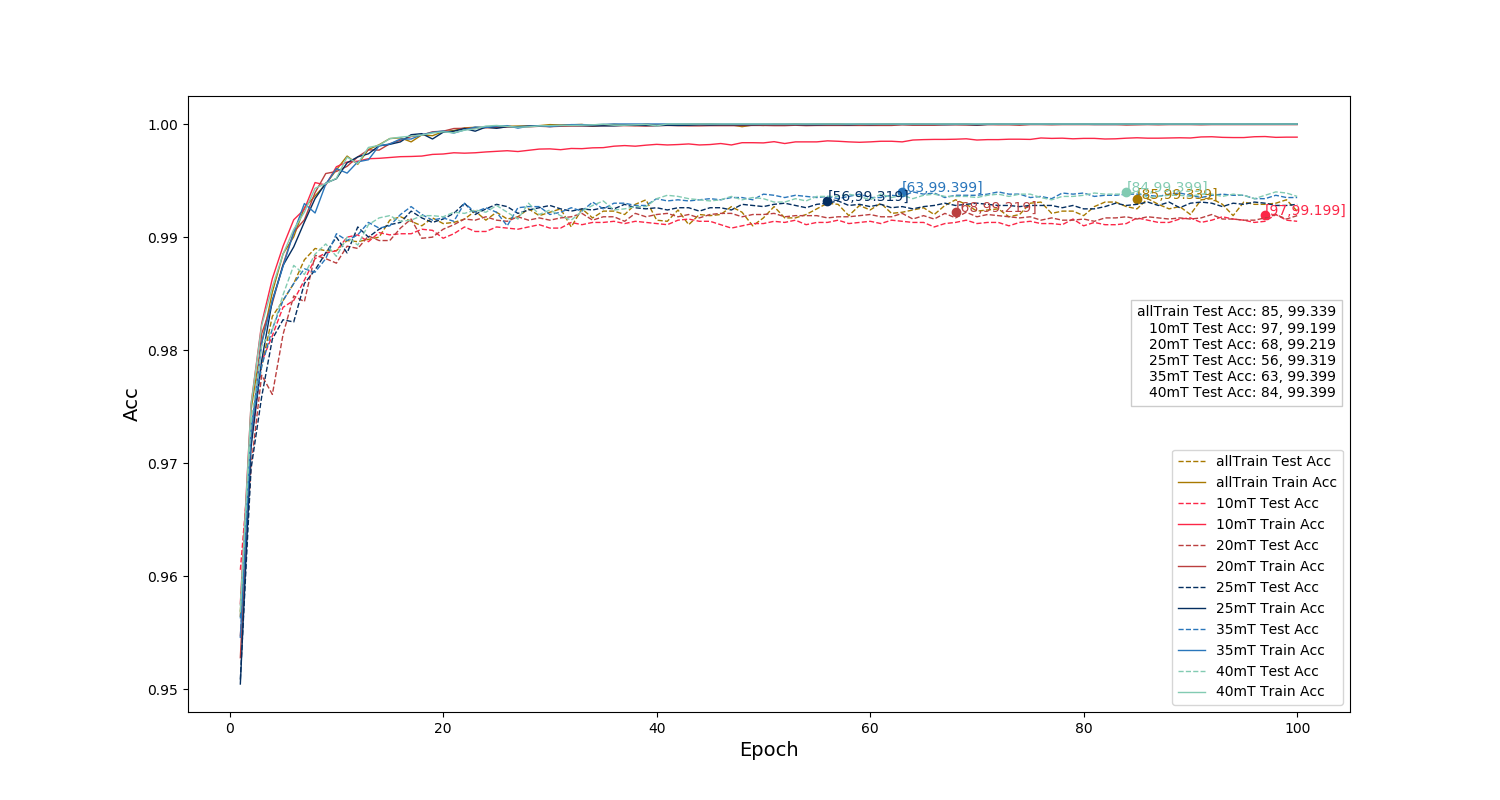 1.00
0.99
0.98
0.97
0.96
0.95
Acc
0
20
40
60
80
100
Epoch
[56,99.319]
[63,99.399]
[68,99.219]
[84,99.399]
[85,99.339]
[97,99.199]
allTrain Test Acc: 85, 99.339
10mT Test Acc: 97, 99.199
20mT Test Acc: 68, 99.219
25mT Test Acc: 56, 99.319
35mT Test Acc: 63, 99.399
40mT Test Acc: 84, 99.399
allTrain Test Acc
allTrain Train Acc
10mT Test Acc
10mT Train Acc
20mT Test Acc
20mT Train Acc
25mT Test Acc
25mT Train Acc
35mT Test Acc
35mT Train Acc
40mT Test Acc
40mT Train Acc